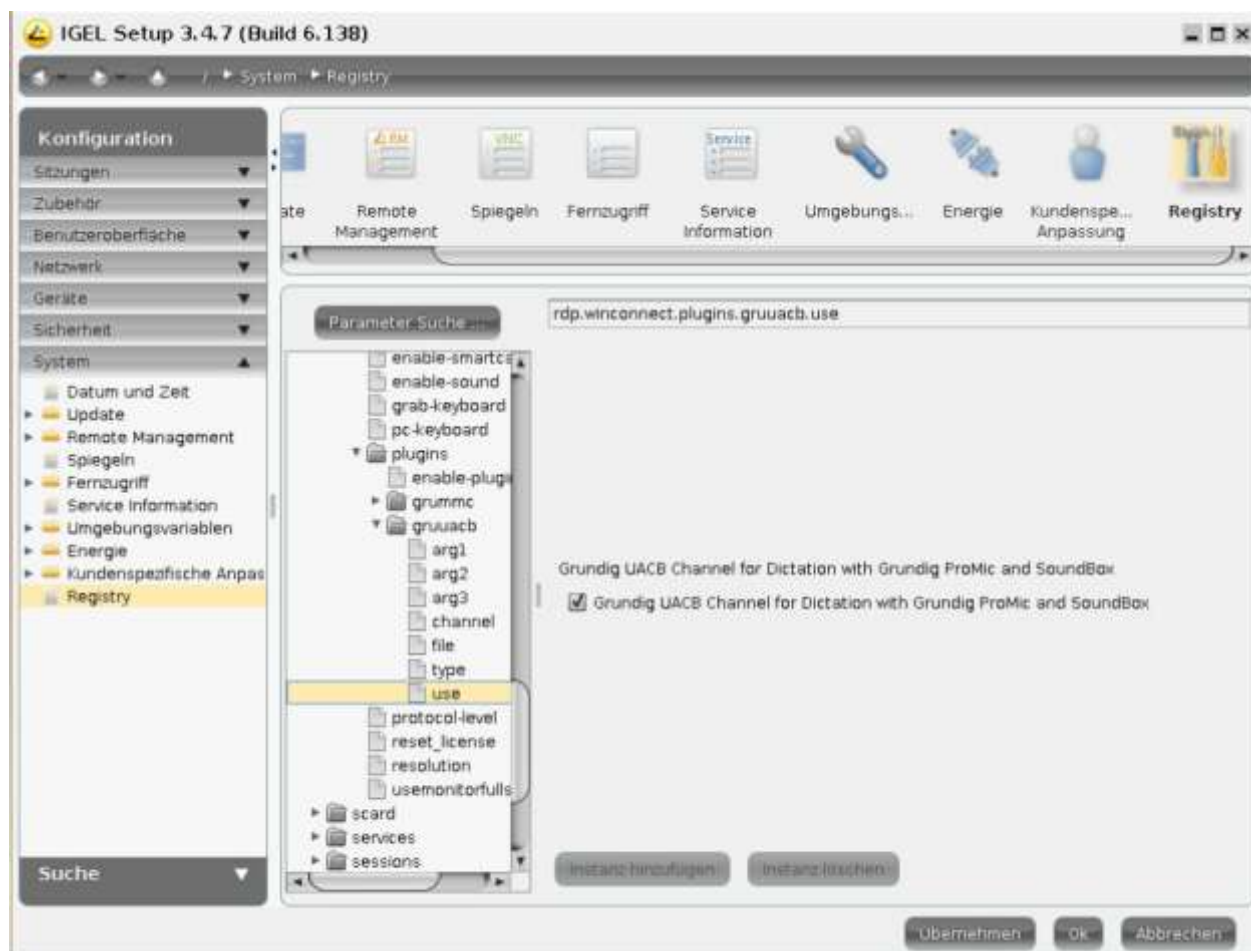 IGEL Setup 3.4.7 (Build 6.138)
/ System Registry
Konfiguration
Sitzungen
Zubehör
Benutzeroberfläche
Netzwerk
Geräte
Sicherheit
System
Datum und Zeit
Update
Remote Management
Spiegeln
Fernzugriff
Service Information
Umgebungsvariablen
Energie
Kundenspezifische Anpas
Registry
Suche
ate
RM
Remote
Management
VNC
Spiegeln
Fernzugriff
Service
Service
Information
Umgebungs...
Energie
Kundenspe...
Anpassung
Registry
Parameter Suche
rdp.winconnect.plugins.gruuacb.use
enable-smartca
enable-sound
grab-keyboard
pc-keyboard
plugins
enable-plugi
grummc
gruuacb
arg1
arg2
arg3
channel
file
type
use
protocol-level
reset_license
resolution
usemonitorfulls
scard
services
sessions
Grundig UACB Channel for Dictation with Grundig ProMic and SoundBox
Grundig UACB Channel for Dictation with Grundig ProMic and SoundBox
Instanz hinzufügen
Instanz löschen
Übernehmen
Ok
Abbrechen